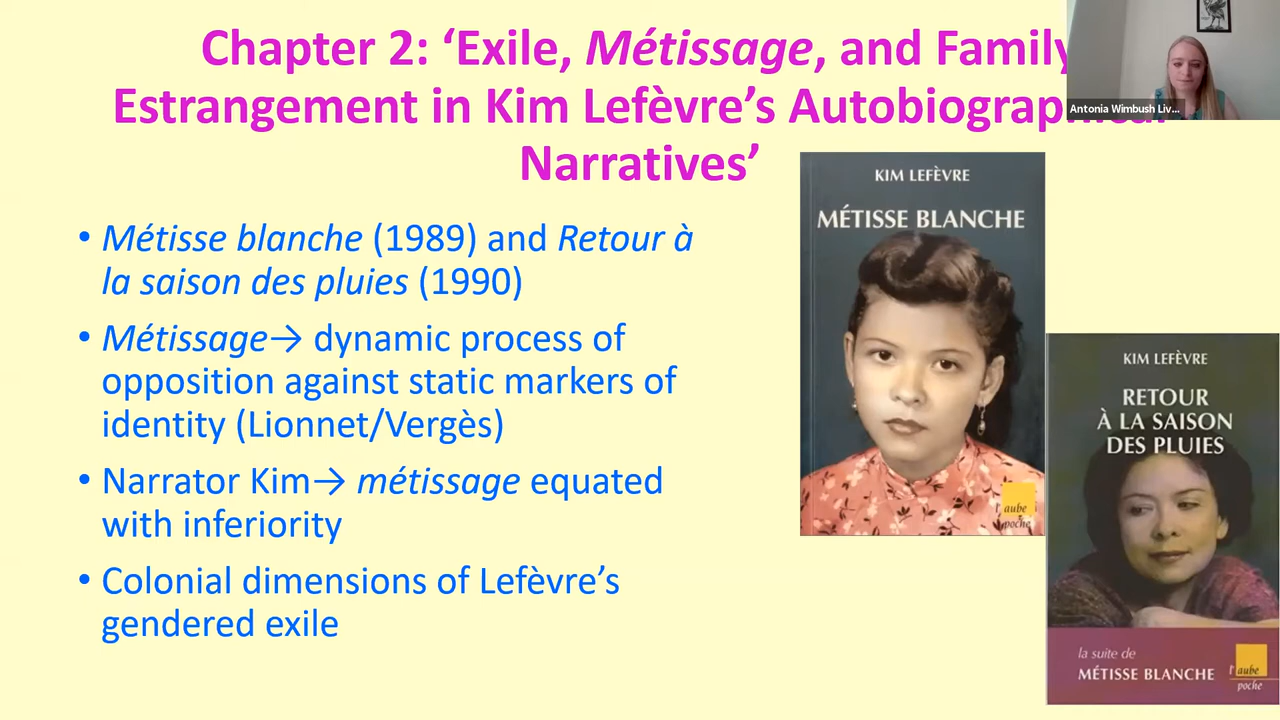 Chapter 2: ‘Exile, Métissage, and Family
Estrangement in Kim Lefèvre’s Autobiographical
Narratives’
Antonia Wimbush Liv...
• Métisse blanche (1989) and Retour à
la saison des pluies (1990)
• Métissage→ dynamic process of
opposition against static markers of
identity (Lionnet/Vergès)
• Narrator Kim→ métissage equated
with inferiority
• Colonial dimensions of Lefèvre’s
gendered exile
KIM LEFÈVRE
MÉTISSE BLANCHE
l'aube
poche
KIM LEFÈVRE
RETOUR
À LA SAISON
DES PLUIES
la suite de
MÉTISSE BLANCHE
l'aube
poche